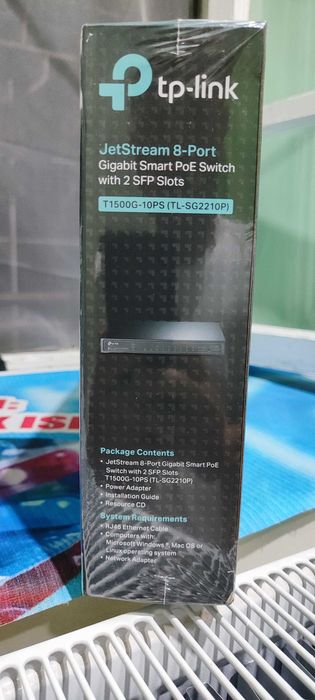 tp-link
JetStream 8-Port
Gigabit Smart PoE Switch
with 2 SFP Slots
T1500G-10PS (TL-SG2210P)
Package Contents
• JetStream 8-Port Gigabit Smart PoE
Switch with 2 SFP Slots
T1500G-10PS (TL-SG2210P)
• Power Adapter
• Installation Guide
• Resource CD
System Requirements
• RJ45 Ethernet Cable
• Computers with:
Microsoft Windows®, Mac OS or
Linux operating system
• Network Adapter